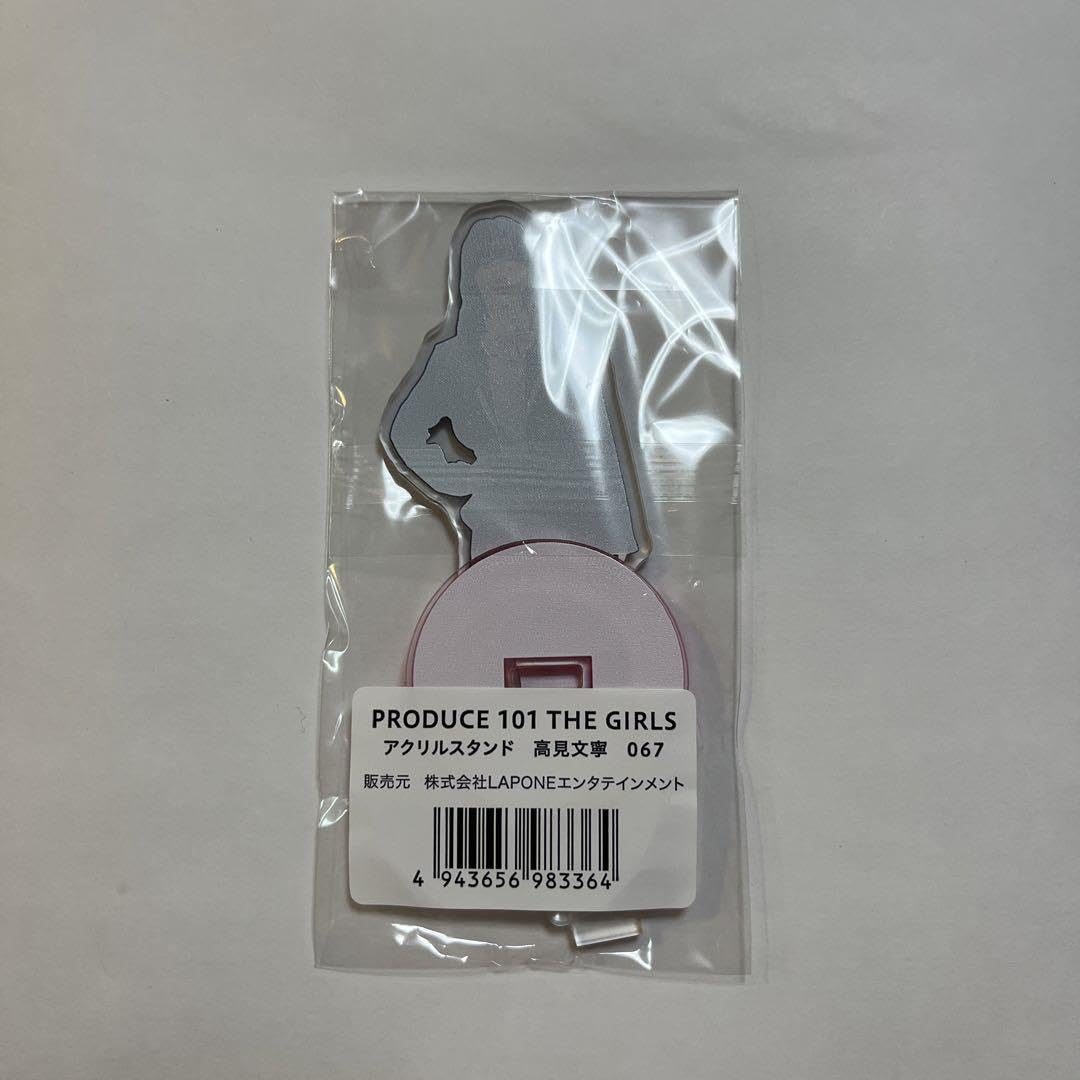 PRODUCE 101 THE GIRLS
アクリルスタンド　高見文寧　067
販売元　株式会社LAPONEエンタテインメント
4 943656 983364